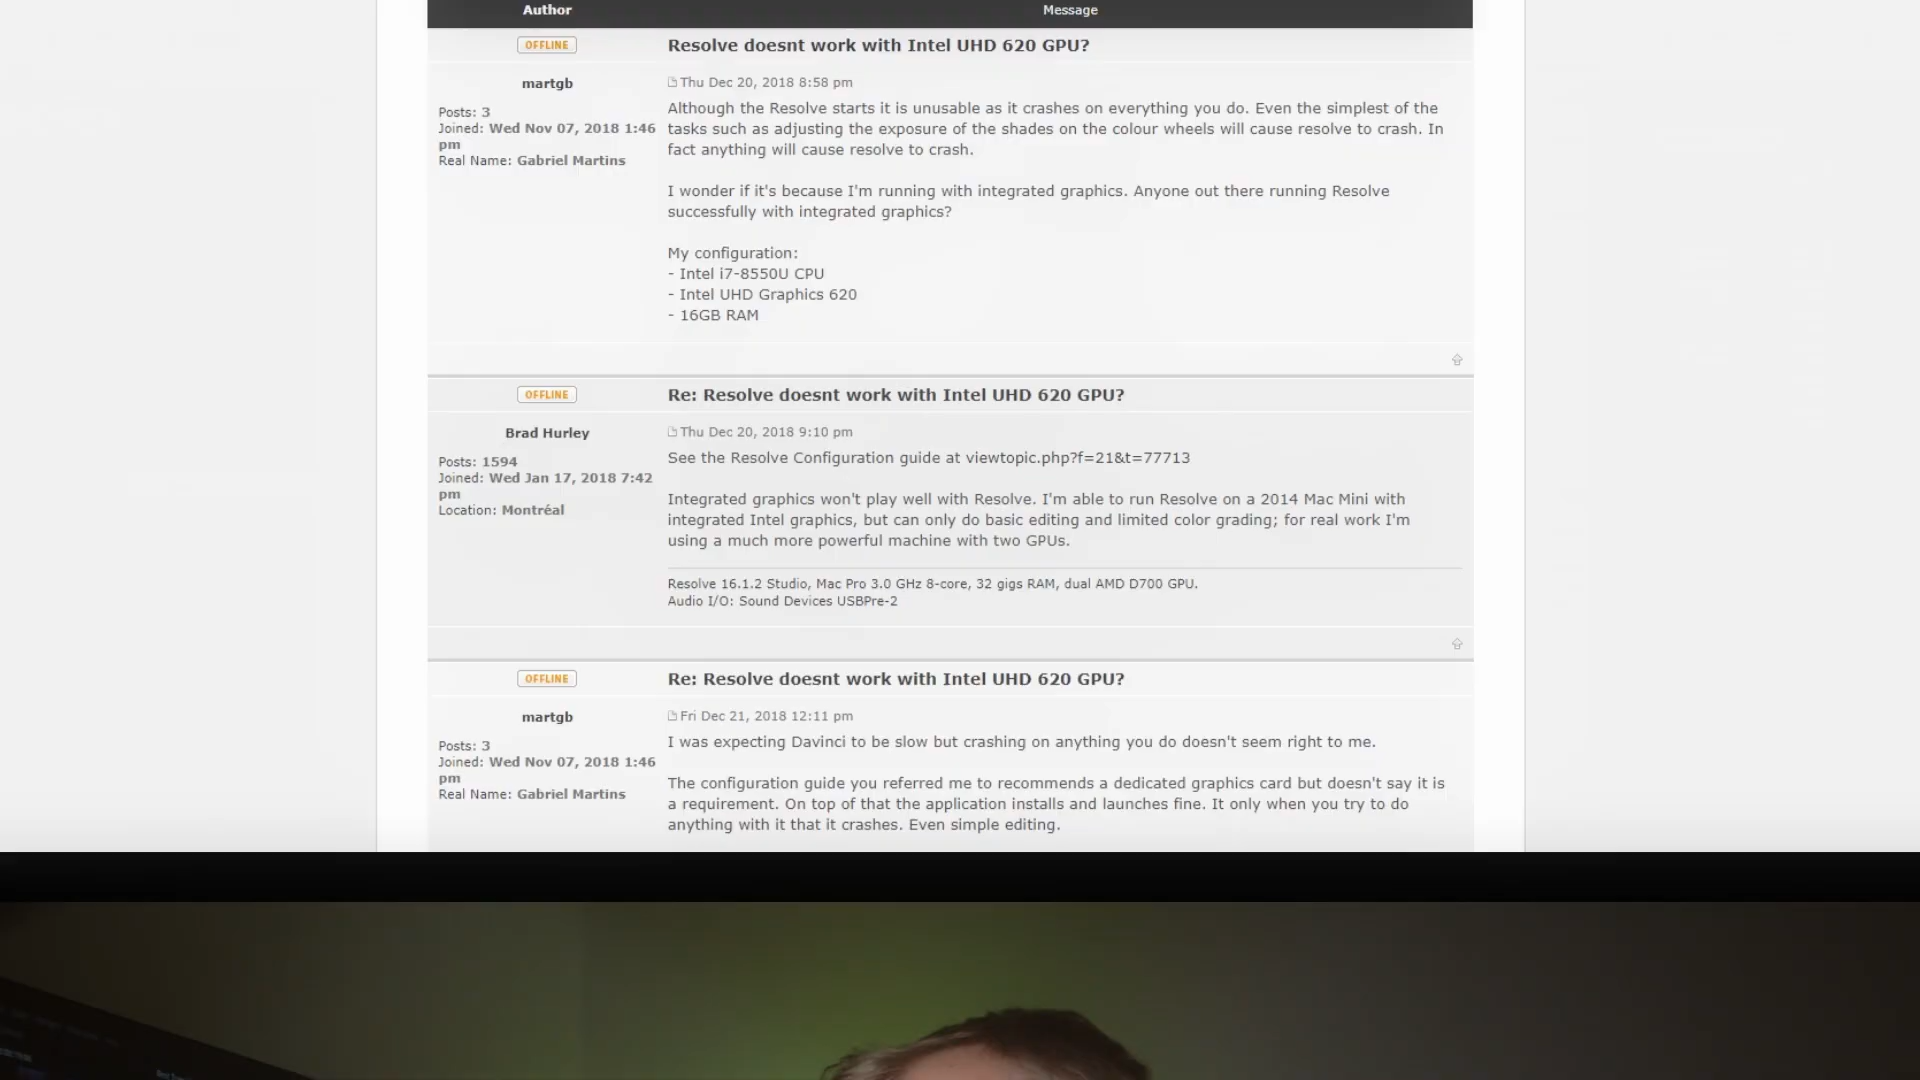 Author
Message
OFFLINE
Resolve doesnt work with Intel UHD 620 GPU?
martgb
Posts: 3
Joined: Wed Nov 07, 2018 1:46
pm
Real Name: Gabriel Martins
Thu Dec 20, 2018 8:58 pm
Although the Resolve starts it is unusable as it crashes on everything you do. Even the simplest of the
tasks such as adjusting the exposure of the shades on the colour wheels will cause resolve to crash. In
fact anything will cause resolve to crash.
I wonder if it's because I'm running with integrated graphics. Anyone out there running Resolve
successfully with integrated graphics?
My configuration:
- Intel i7-8550U CPU
- Intel UHD Graphics 620
- 16GB RAM
OFFLINE
Re: Resolve doesnt work with Intel UHD 620 GPU?
Brad Hurley
Posts: 1594
Joined: Wed Jan 17, 2018 7:42
pm
Location: Montréal
Thu Dec 20, 2018 9:10 pm
See the Resolve Configuration guide at viewtopic.php?f=21&t=77713
Integrated graphics won't play well with Resolve. I'm able to run Resolve on a 2014 Mac Mini with
integrated Intel graphics, but can only do basic editing and limited color grading; for real work I'm
using a much more powerful machine with two GPUs.
Resolve 16.1.2 Studio, Mac Pro 3.0 GHz 8-core, 32 gigs RAM, dual AMD D700 GPU.
Audio I/O: Sound Devices USBPre-2
OFFLINE
Re: Resolve doesnt work with Intel UHD 620 GPU?
martgb
Posts: 3
Joined: Wed Nov 07, 2018 1:46
pm
Real Name: Gabriel Martins
Fri Dec 21, 2018 12:11 pm
I was expecting Davinci to be slow but crashing on anything you do doesn't seem right to me.
The configuration guide you referred me to recommends a dedicated graphics card but doesn't say it is
a requirement. On top of that the application installs and launches fine. It only when you try to do
anything with it that it crashes. Even simple editing.